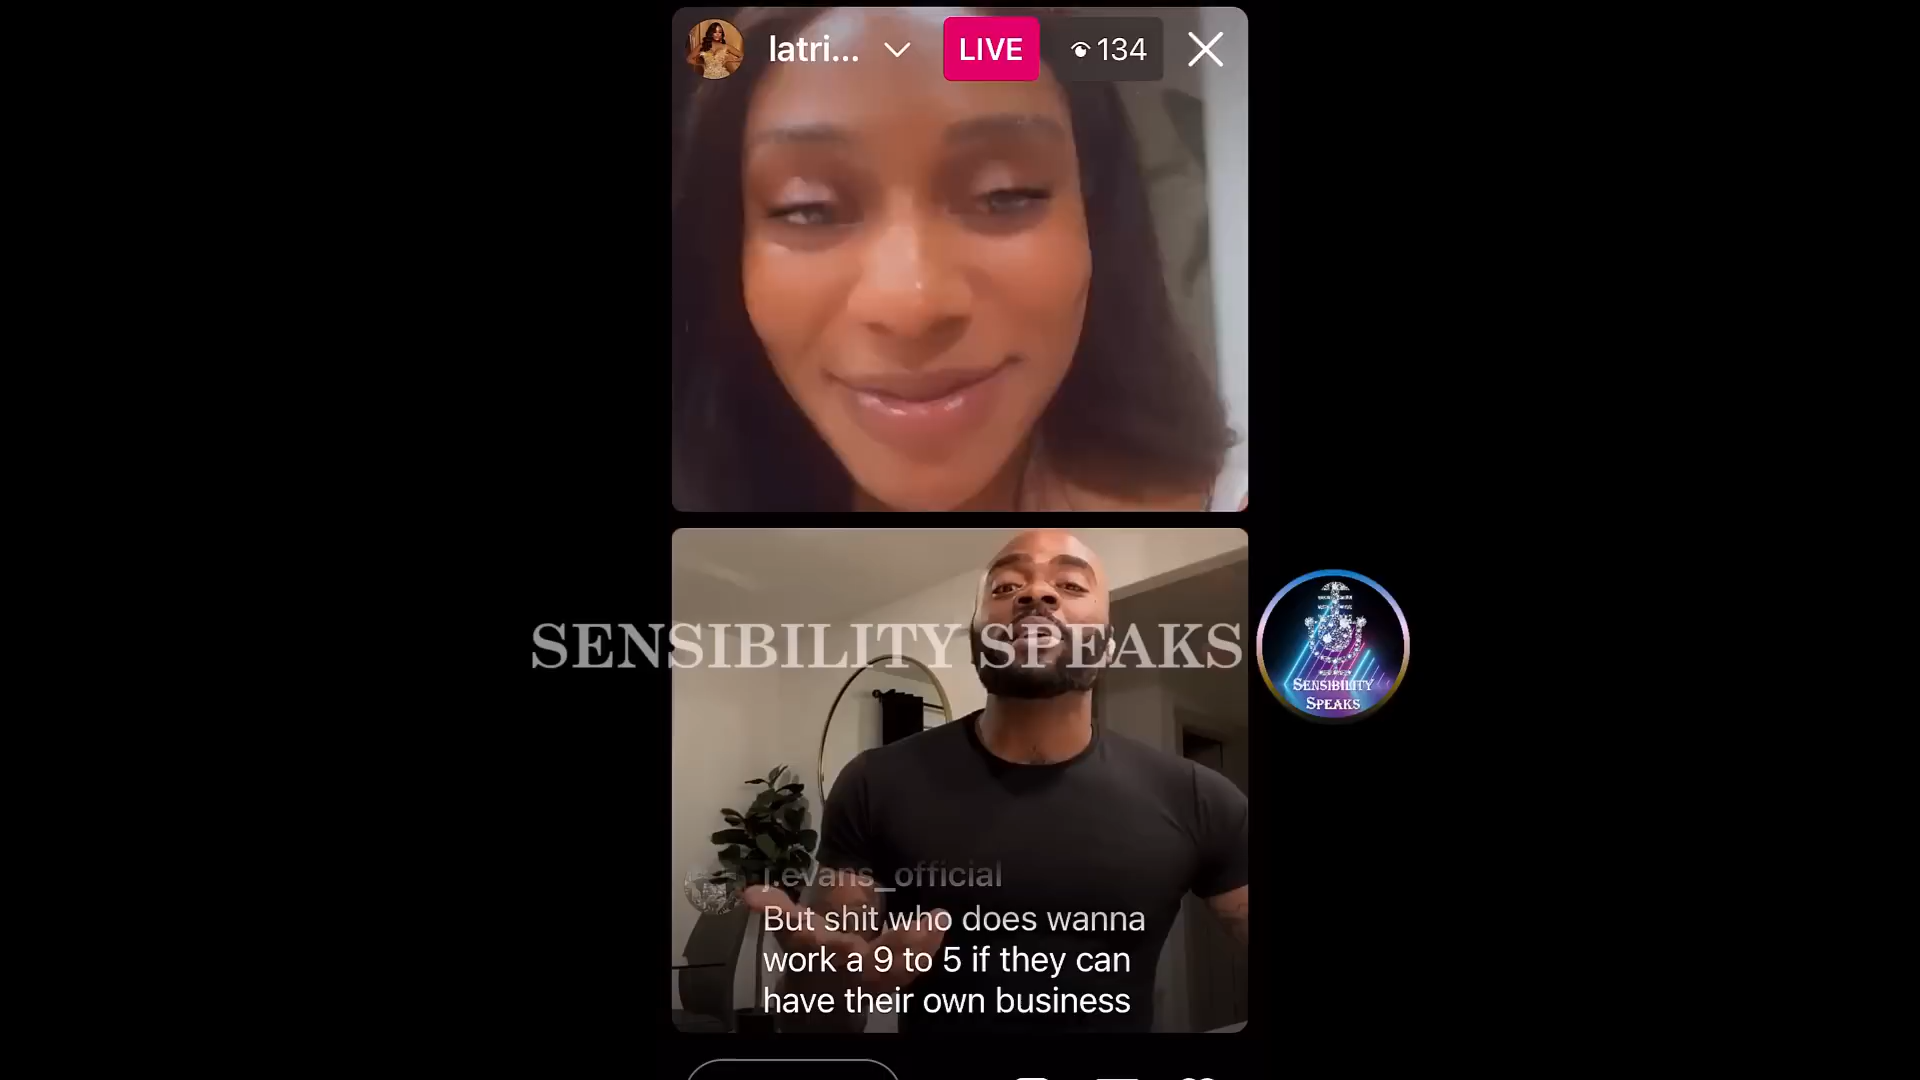 latri...
LIVE
134
SENSIBILITY SPEAKS
SENSIBILITY
SPEAKS
j.evans_official
But shit who does wanna
work a 9 to 5 if they can
have their own business